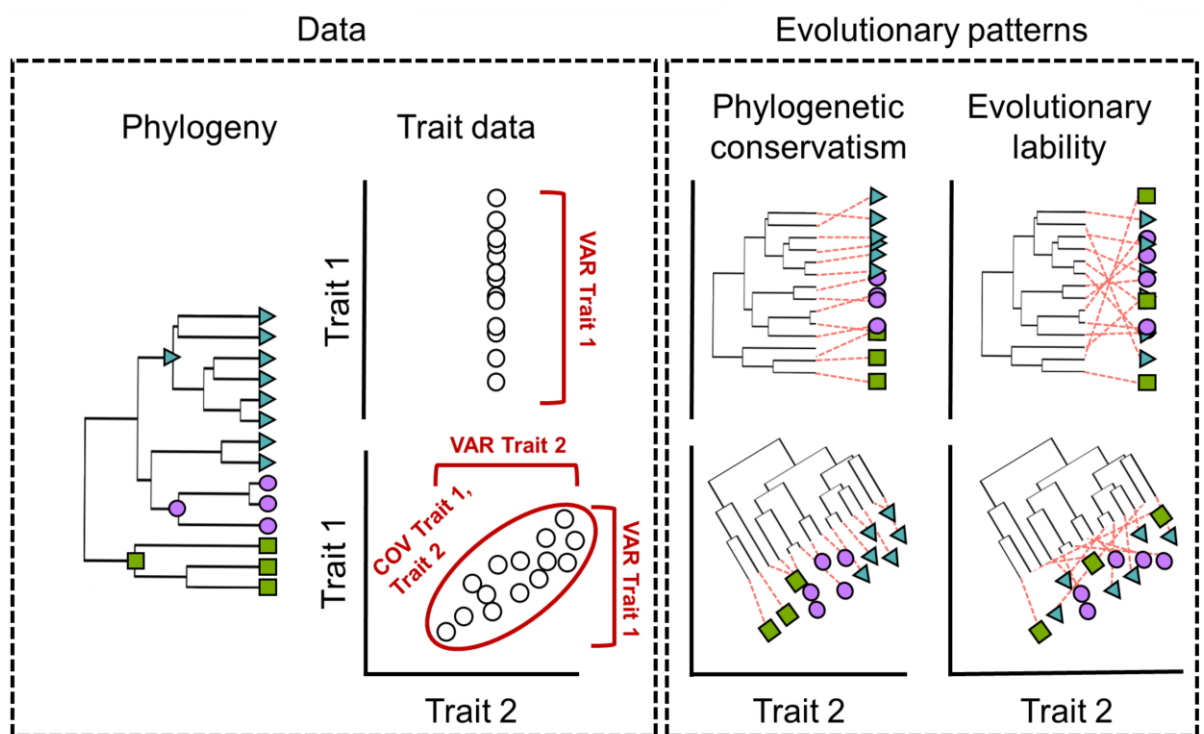 Data
Evolutionary patterns
Phylogeny
Trait data
Phylogenetic
conservatism
Evolutionary
lability
Trait 1
VAR Trait 1
VAR Trait 2
COV Trait 1,
Trait 2
VAR Trait 1
Trait 1
Trait 2
Trait 2
Trait 2